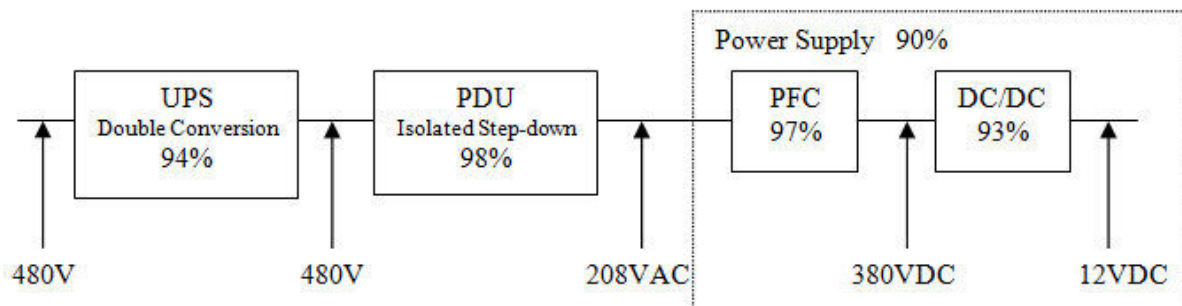 Power Supply 90%
UPS
Double Conversion
94%
PDU
Isolated Step-down
98%
PFC
97%
DC/DC
93%
480V
480V
208VAC
380VDC
12VDC